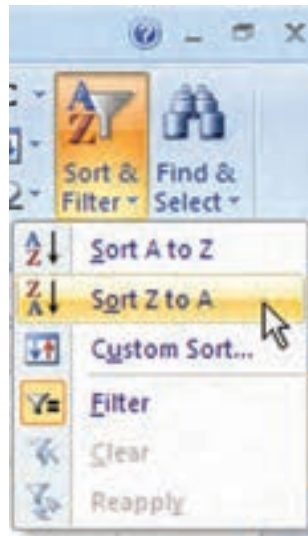 Sort & Find &
Filter Select
Sort A to Z
Sort Z to A
Custom Sort...
Filter
Clear
Reapply